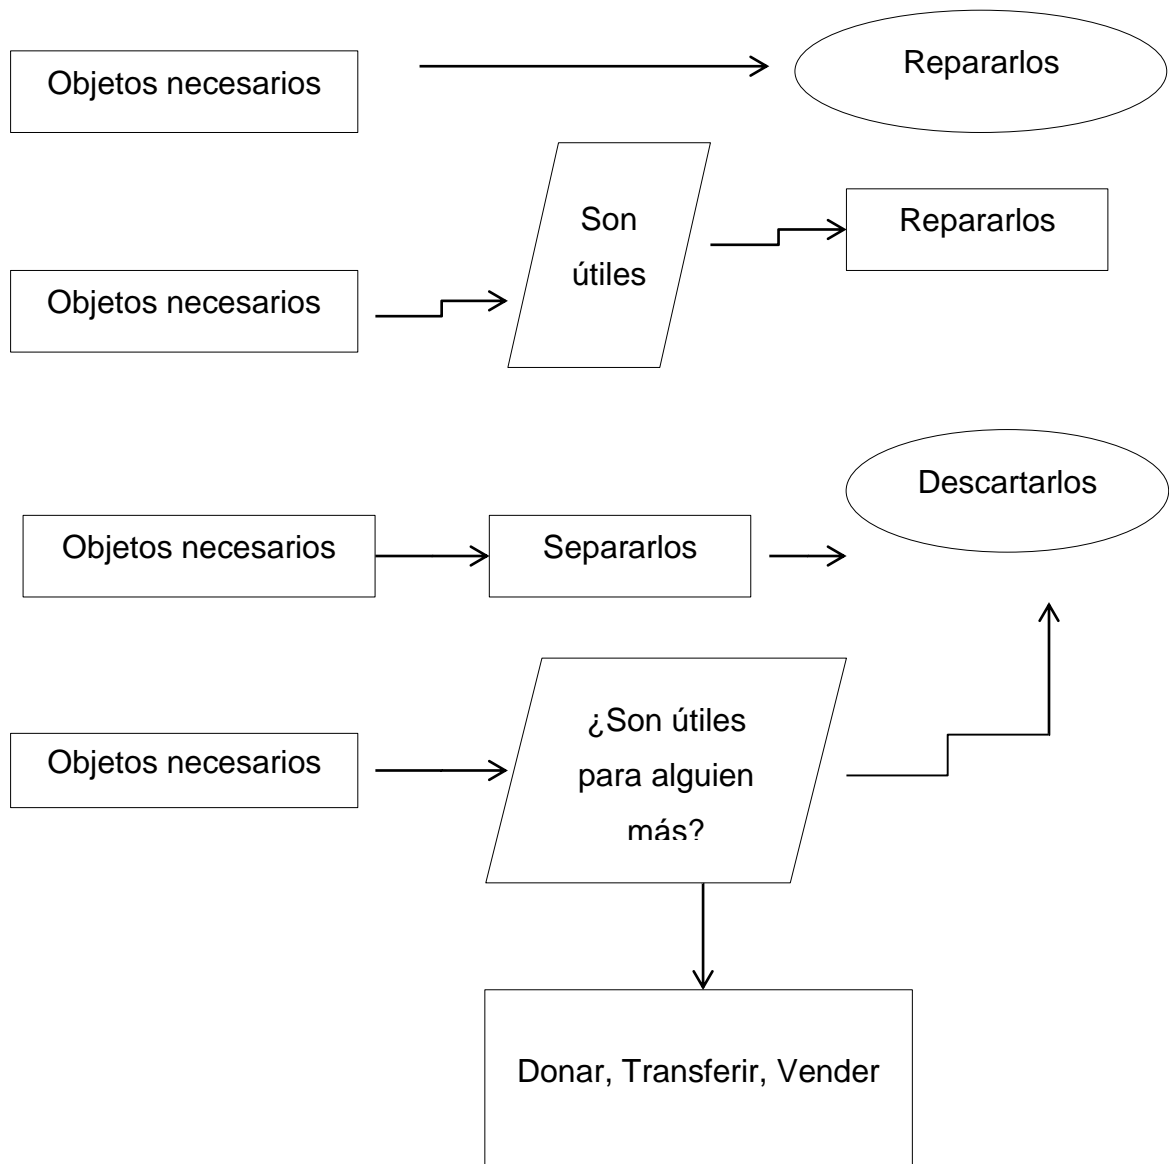 Objetos necesarios
Repararlos
Son
útiles
Repararlos
Objetos necesarios
Descartarlos
Objetos necesarios
Separarlos
¿Son útiles
para alguien
más?
Objetos necesarios
Donar, Transferir, Vender